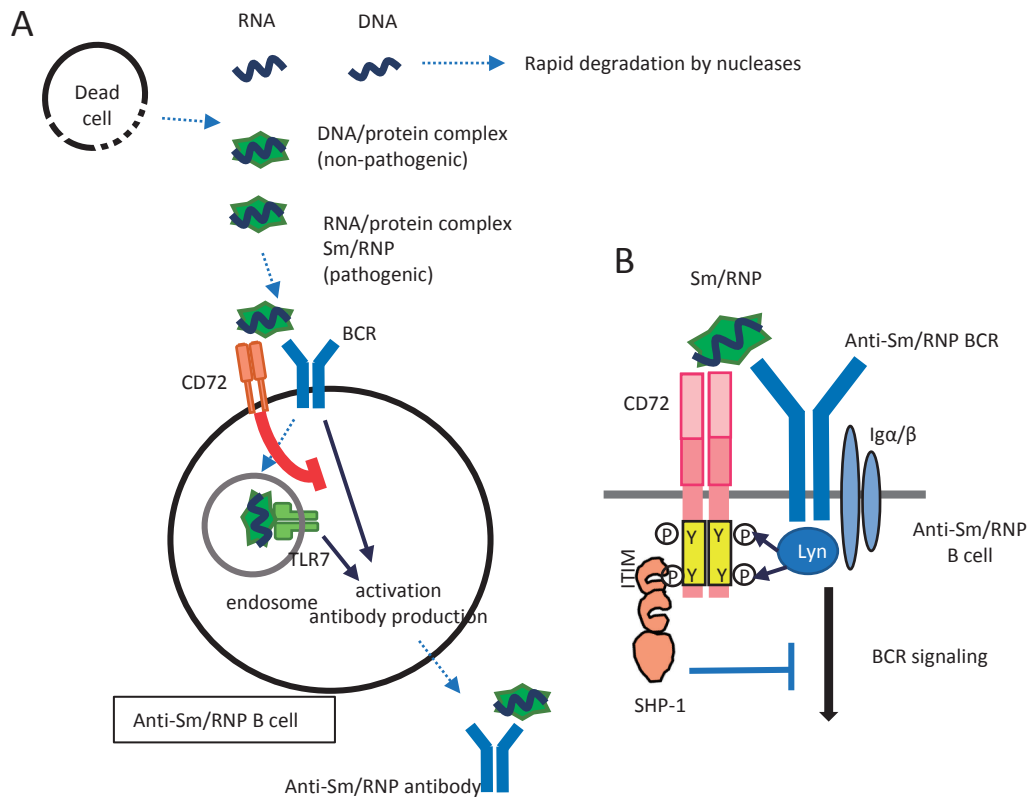 A
RNA
DNA
Rapid degradation by nucleases
Dead
cell
DNA/protein complex
(non-pathogenic)
RNA/protein complex
Sm/RNP
(pathogenic)
BCR
CD72
TLR7
endosome
activation
antibody production
Anti-Sm/RNP B cell
Anti-Sm/RNP antibody
B
Sm/RNP
Anti-Sm/RNP BCR
CD72
Igα/β
Anti-Sm/RNP
B cell
P
Y
Y
P
Lyn
ITIM
P
Y
Y
P
SHP-1
BCR signaling